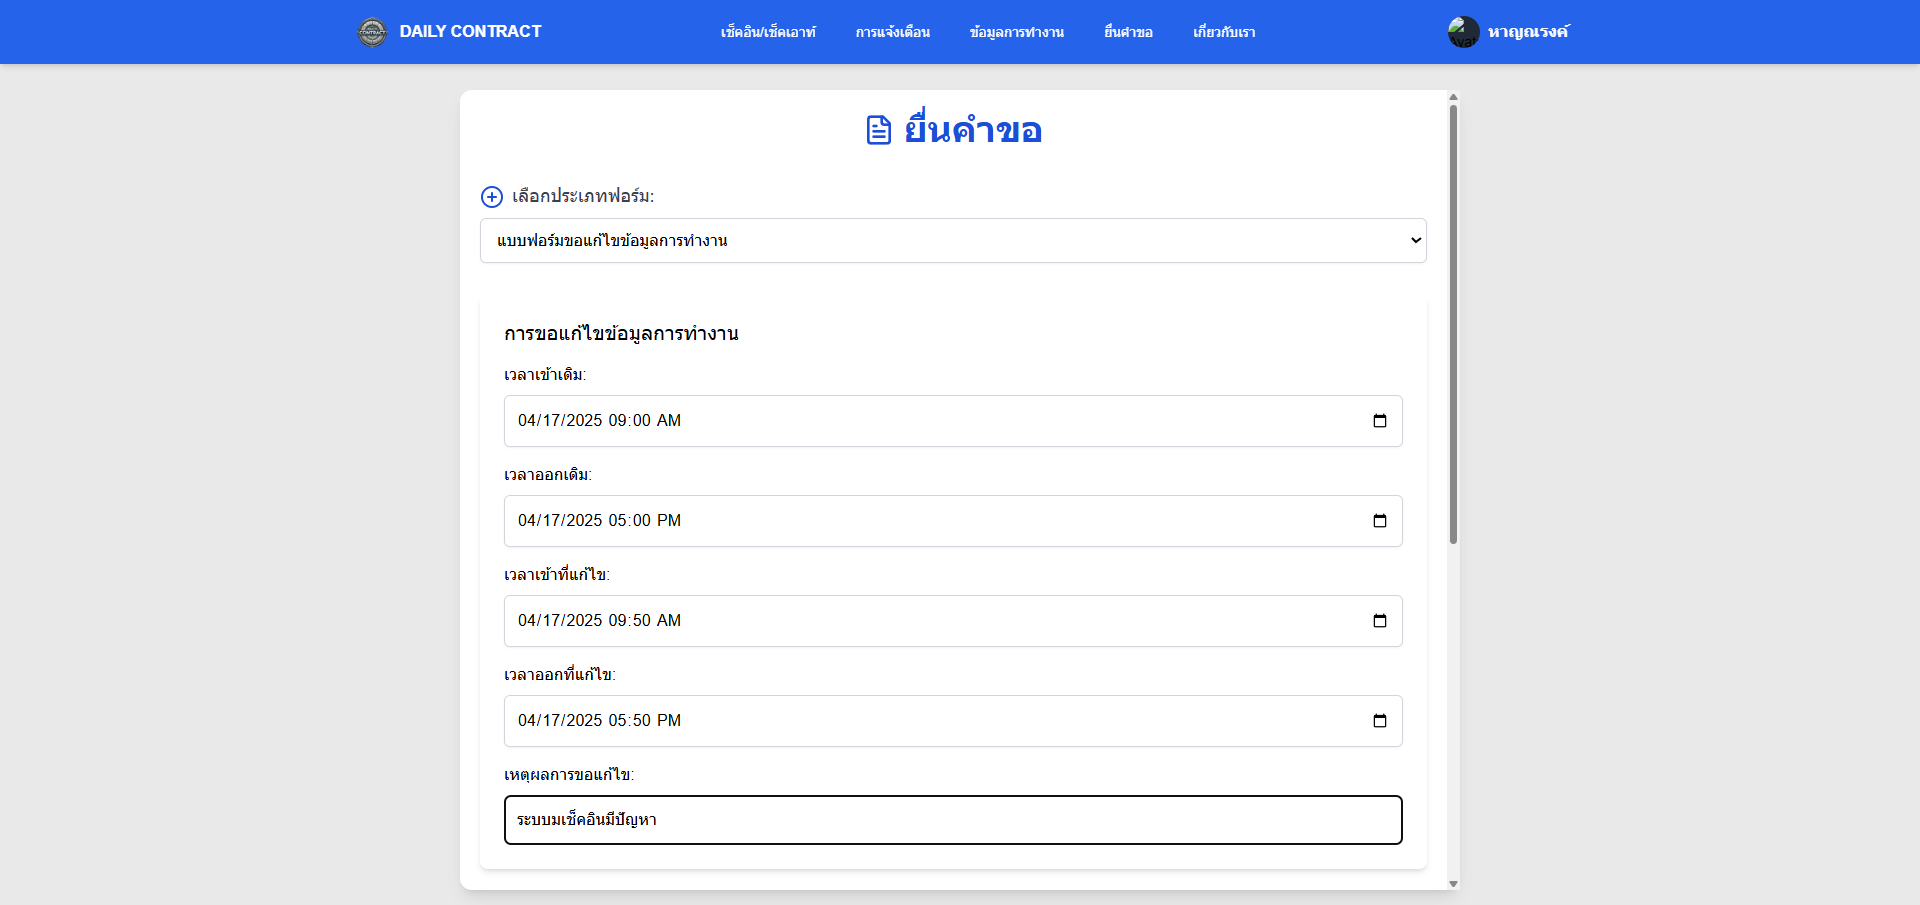 DAILY CONTRACT
เช็คอิน/เช็คเอาท์
การแจ้งเตือน
ข้อมูลการทำงาน
ยื่นคำขอ
เกี่ยวกับเรา
หาญณรงค์
ยื่นคำขอ
เลือกประเภทฟอร์ม:
แบบฟอร์มขอแก้ไขข้อมูลการทำงาน
การขอแก้ไขข้อมูลการทำงาน
เวลาเข้าเดิม:
04/17/2025 09:00 AM
เวลาออกเดิม:
04/17/2025 05:00 PM
เวลาเข้าที่แก้ไข:
04/17/2025 09:50 AM
เวลาออกที่แก้ไข:
04/17/2025 05:50 PM
เหตุผลการขอแก้ไข:
ระบบมเช็คอินมีปัญหา